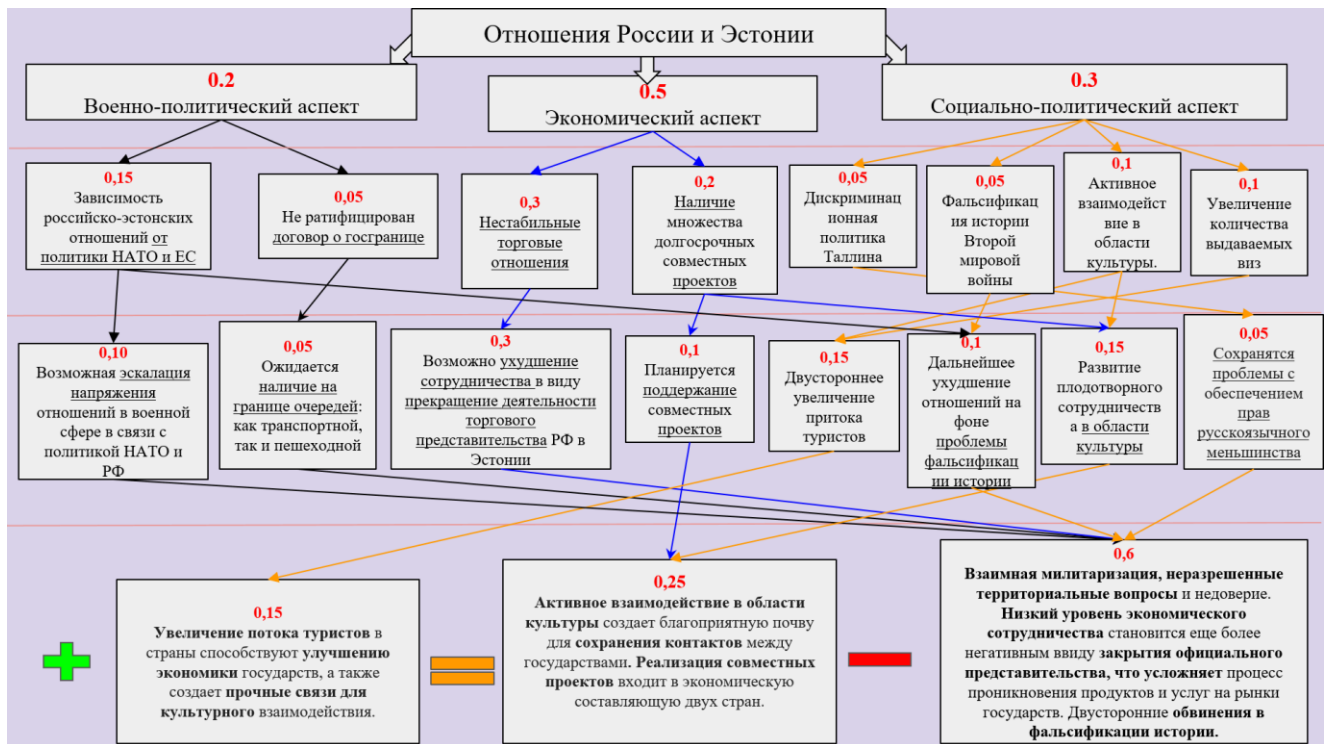 Отношения России и Эстонии
0.2
Военно-политический аспект
0.5
Экономический аспект
0.3
Социально-политический аспект
0,15
Зависимость
российско-эстонских
отношений от
политики НАТО и ЕС
0,05
Не ратифицирован
договор о госгранице
0,3
Нестабильные
торговые
отношения
0,2
Наличие
множества
долгосрочных
совместных
проектов
0,05
Дискриминац
ионная
политика
Таллина
0,05
Фальсификац
ия истории
Второй
мировой
войны
0,1
Активное
взаимодейст
вие в
области
культуры.
0,1
Увеличение
количества
выдаваемых
виз
0,10
Возможная эскалация
напряжения
отношений в военной
сфере в связи с
политикой НАТО и
РФ
0,05
Ожидается
наличие на
границе очередей:
как транспортной,
так и пешеходной
0,3
Возможно ухудшение
сотрудничества в виду
прекращение деятельности
торгового
представительства РФ в
Эстонии
0,1
Планируется
поддержание
совместных
проектов
0,15
Двустороннее
увеличение
притока
туристов
0,1
Дальнейшее
ухудшение
отношений на
фоне
проблемы
фальсификац
ии истории
0,15
Развитие
плодотворного
сотрудничеств
а в области
культуры
0,05
Сохранятся
проблемы с
обеспечением
прав
русскоязычного
меньшинства
0,15
Увеличение потока туристов в
страны способствуют улучшению
экономики государств, а также
создает прочные связи для
культурного взаимодействия.
0,25
Активное взаимодействие в области
культуры создает благоприятную почву
для сохранения контактов между
государствами. Реализация совместных
проектов входит в экономическую
составляющую двух стран.
0,6
Взаимная милитаризация, неразрешенные
территориальные вопросы и недоверие.
Низкий уровень экономического
сотрудничества становится еще более
негативным ввиду закрытия официального
представительства, что усложняет процесс
проникновения продуктов и услуг на рынки
государств. Двусторонние обвинения в
фальсификации истории.